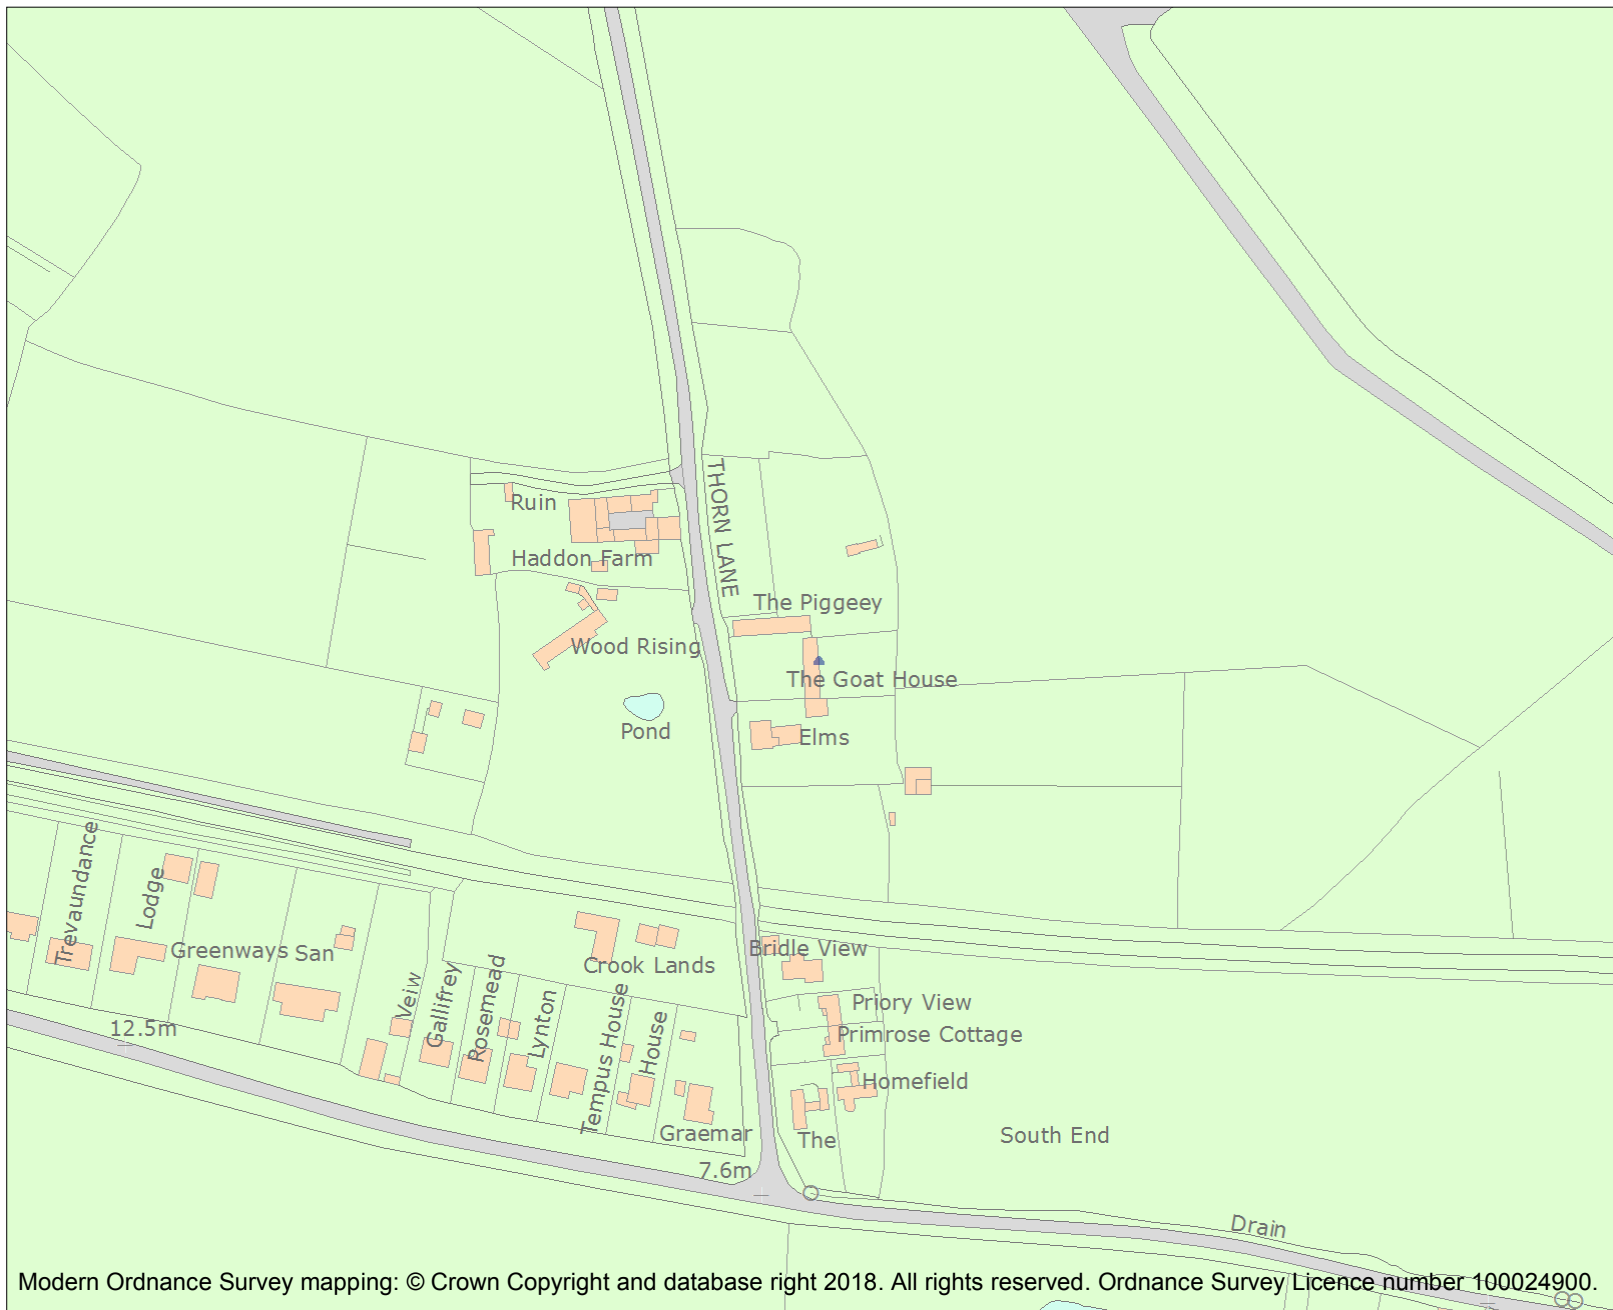 Ruin
THORN LANE
Haddon Farm
The Piggeey
Wood Rising
The Goat House
Pond
Elms
Trevaundance
Lodge
Greenways
San
Veiw
Gallifrey
Rosemead
Lynton
Tempus House
House
Crook Lands
Bridle View
Priory View
Primrose Cottage
12.5m
Homefield
Graemar
The
South End
7.6m
Drain
Modern Ordnance Survey mapping: © Crown Copyright and database right 2018. All rights reserved. Ordnance Survey Licence number 100024900.